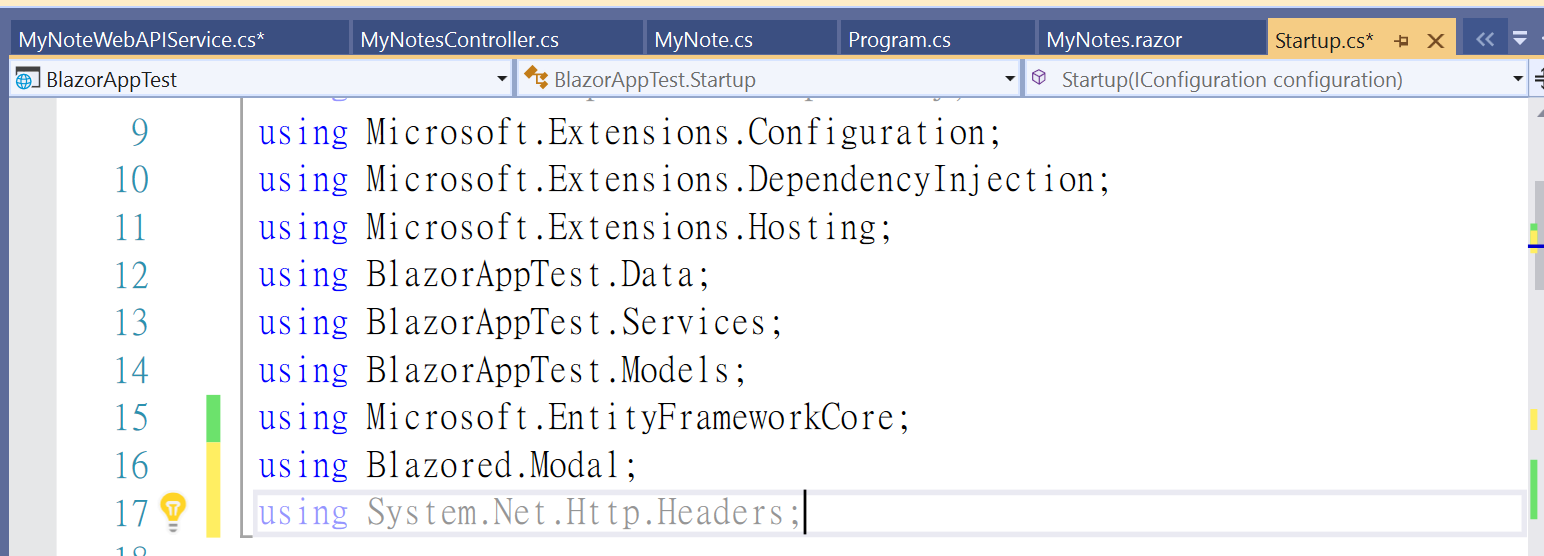 MyNoteWebAPIService.cs* MyNotesController.cs MyNote.cs Program.cs MyNotes.razor Startup.cs*
BlazorAppTest BlazorAppTest.Startup Startup(IConfiguration configuration)
9 using Microsoft.Extensions.Configuration;
10 using Microsoft.Extensions.DependencyInjection;
11 using Microsoft.Extensions.Hosting;
12 using BlazorAppTest.Data;
13 using BlazorAppTest.Services;
14 using BlazorAppTest.Models;
15 using Microsoft.EntityFrameworkCore;
16 using Blazored.Modal;
17 using System.Net.Http.Headers;
18